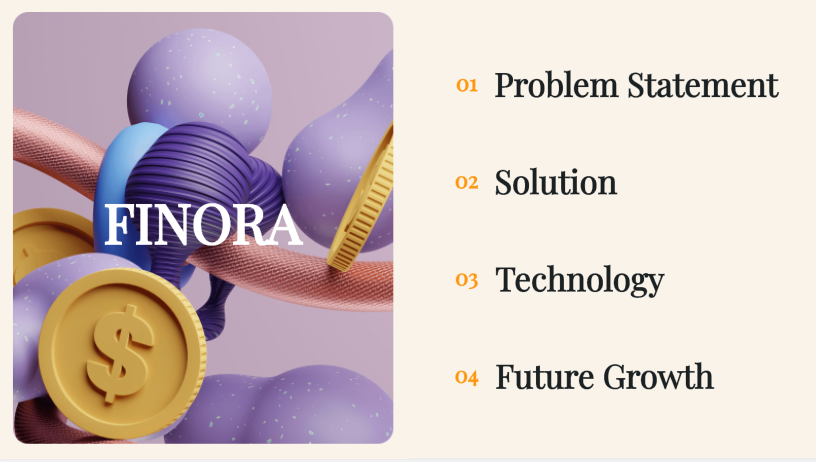 FINORA
01 Problem Statement
02 Solution
03 Technology
04 Future Growth
$